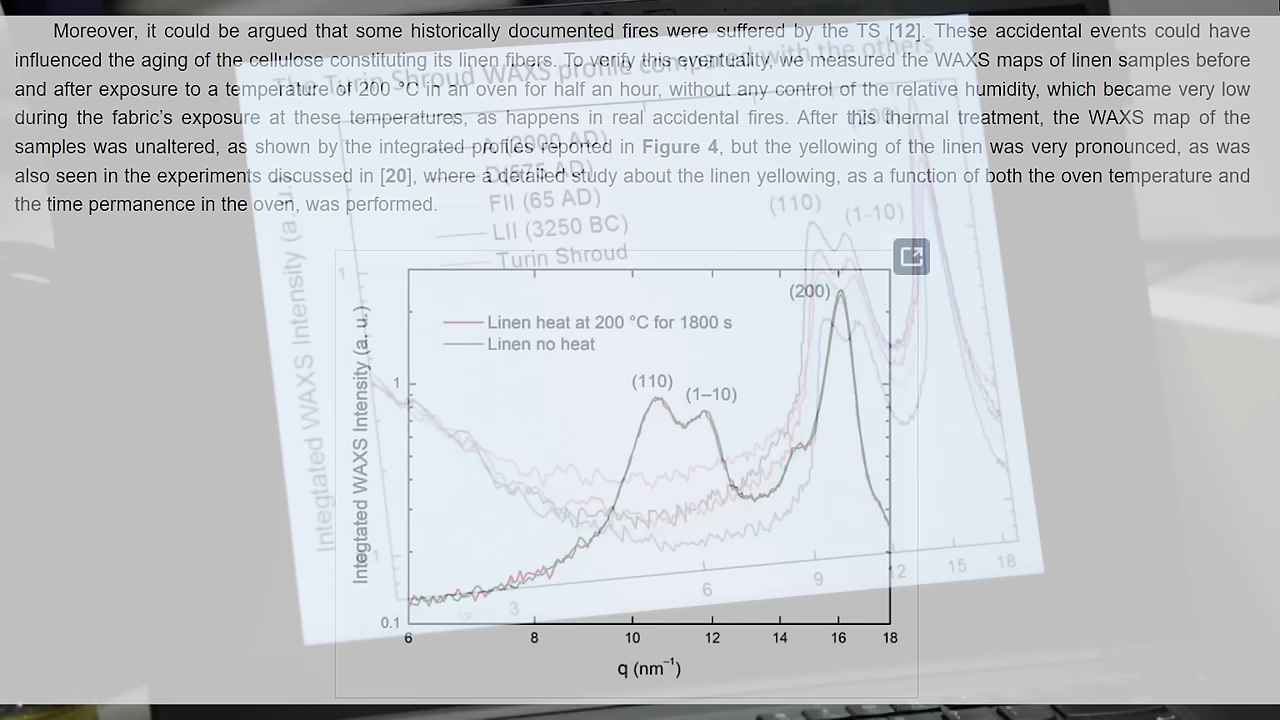 Moreover, it could be argued that some historically documented fires were suffered by the TS [12]. These accidental events could have
influenced the aging of the cellulose constituting its linen fibers. To verify this eventuality, we measured the WAXS maps of linen samples before
and after exposure to a temperature of 200 °C in an oven for half an hour, without any control of the relative humidity, which became very low
during the fabric's exposure at these temperatures, as happens in real accidental fires. After this thermal treatment, the WAXS map of the
samples was unaltered, as shown by the integrated profiles reported in Figure 4, but the yellowing of the linen was very pronounced, as was
also seen in the experiments discussed in [20], where a detailed study about the linen yellowing, as a function of both the oven temperature and
the time permanence in the oven, was performed.
The Turin Shroud WAXS profile compared with the others
(2000 AD)
D(575 AD)
FII (65 AD)
LII (3250 BC)
Turin Shroud
(110)
(1-10)
(200)
Integtated WAXS Intensity (a. u.)
1
3
6
9
12
15
18
(200)
Linen heat at 200 °C for 1800 s
Linen no heat
(110)
(1–10)
Integtated WAXS Intensity (a. u.)
1
0.1
6
8
10
12
14
16
18
q (nm⁻¹)